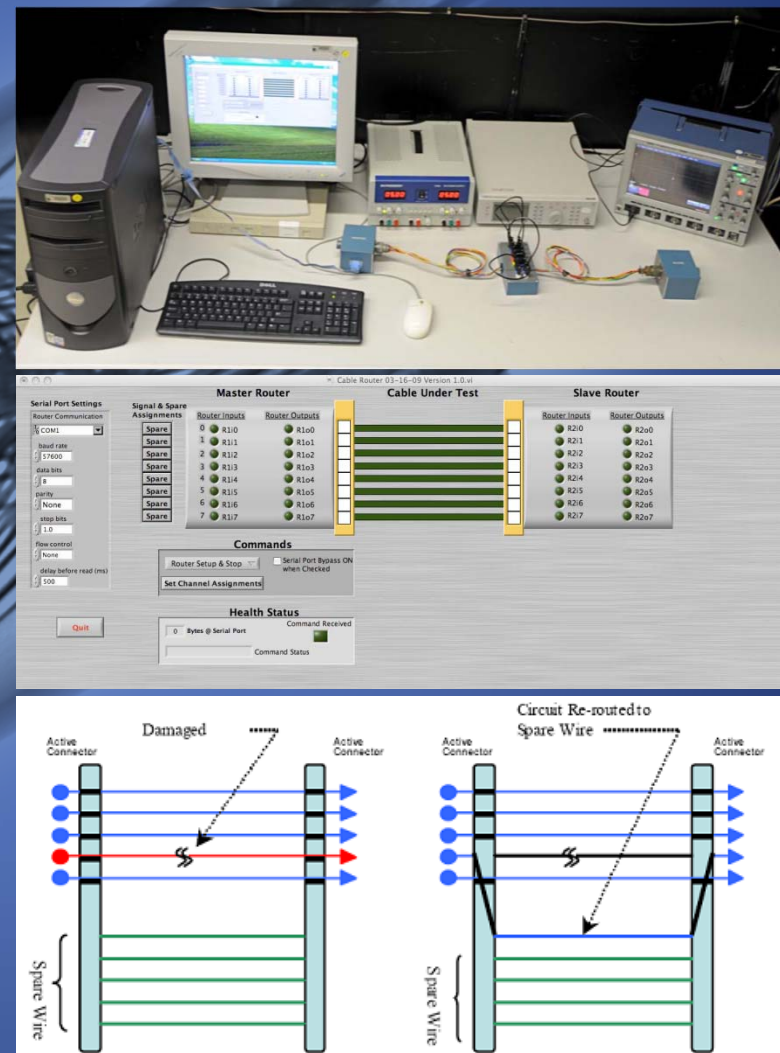 DELL
05.20 05.20
Cable Router 03-16-09 Version 1.0.vi
Serial Port Settings
Router Communication
COM1
baud rate
57600
data bits
8
parity
None
stop bits
1.0
flow control
None
delay before read (ms)
500
Quit
Master Router Cable Under Test Slave Router
Signal & Spare
Assignments
Router Inputs Router Outputs Router Inputs Router Outputs
Spare 0 R1i0 R1o0 R2i0 R2o0
Spare 1 R1i1 R1o1 R2i1 R2o1
Spare 2 R1i2 R1o2 R2i2 R2o2
Spare 3 R1i3 R1o3 R2i3 R2o3
Spare 4 R1i4 R1o4 R2i4 R2o4
Spare 5 R1i5 R1o5 R2i5 R2o5
Spare 6 R1i6 R1o6 R2i6 R2o6
Spare 7 R1i7 R1o7 R2i7 R2o7
Commands
Router Setup & Stop
Serial Port Bypass ON
when Checked
Set Channel Assignments
Health Status
0 Bytes @ Serial Port
Command Received
Command Status
Damaged
Active
Connector
Active
Connector
Spare Wire
Circuit Re-routed to
Spare Wire
Active
Connector
Active
Connector
Spare Wire